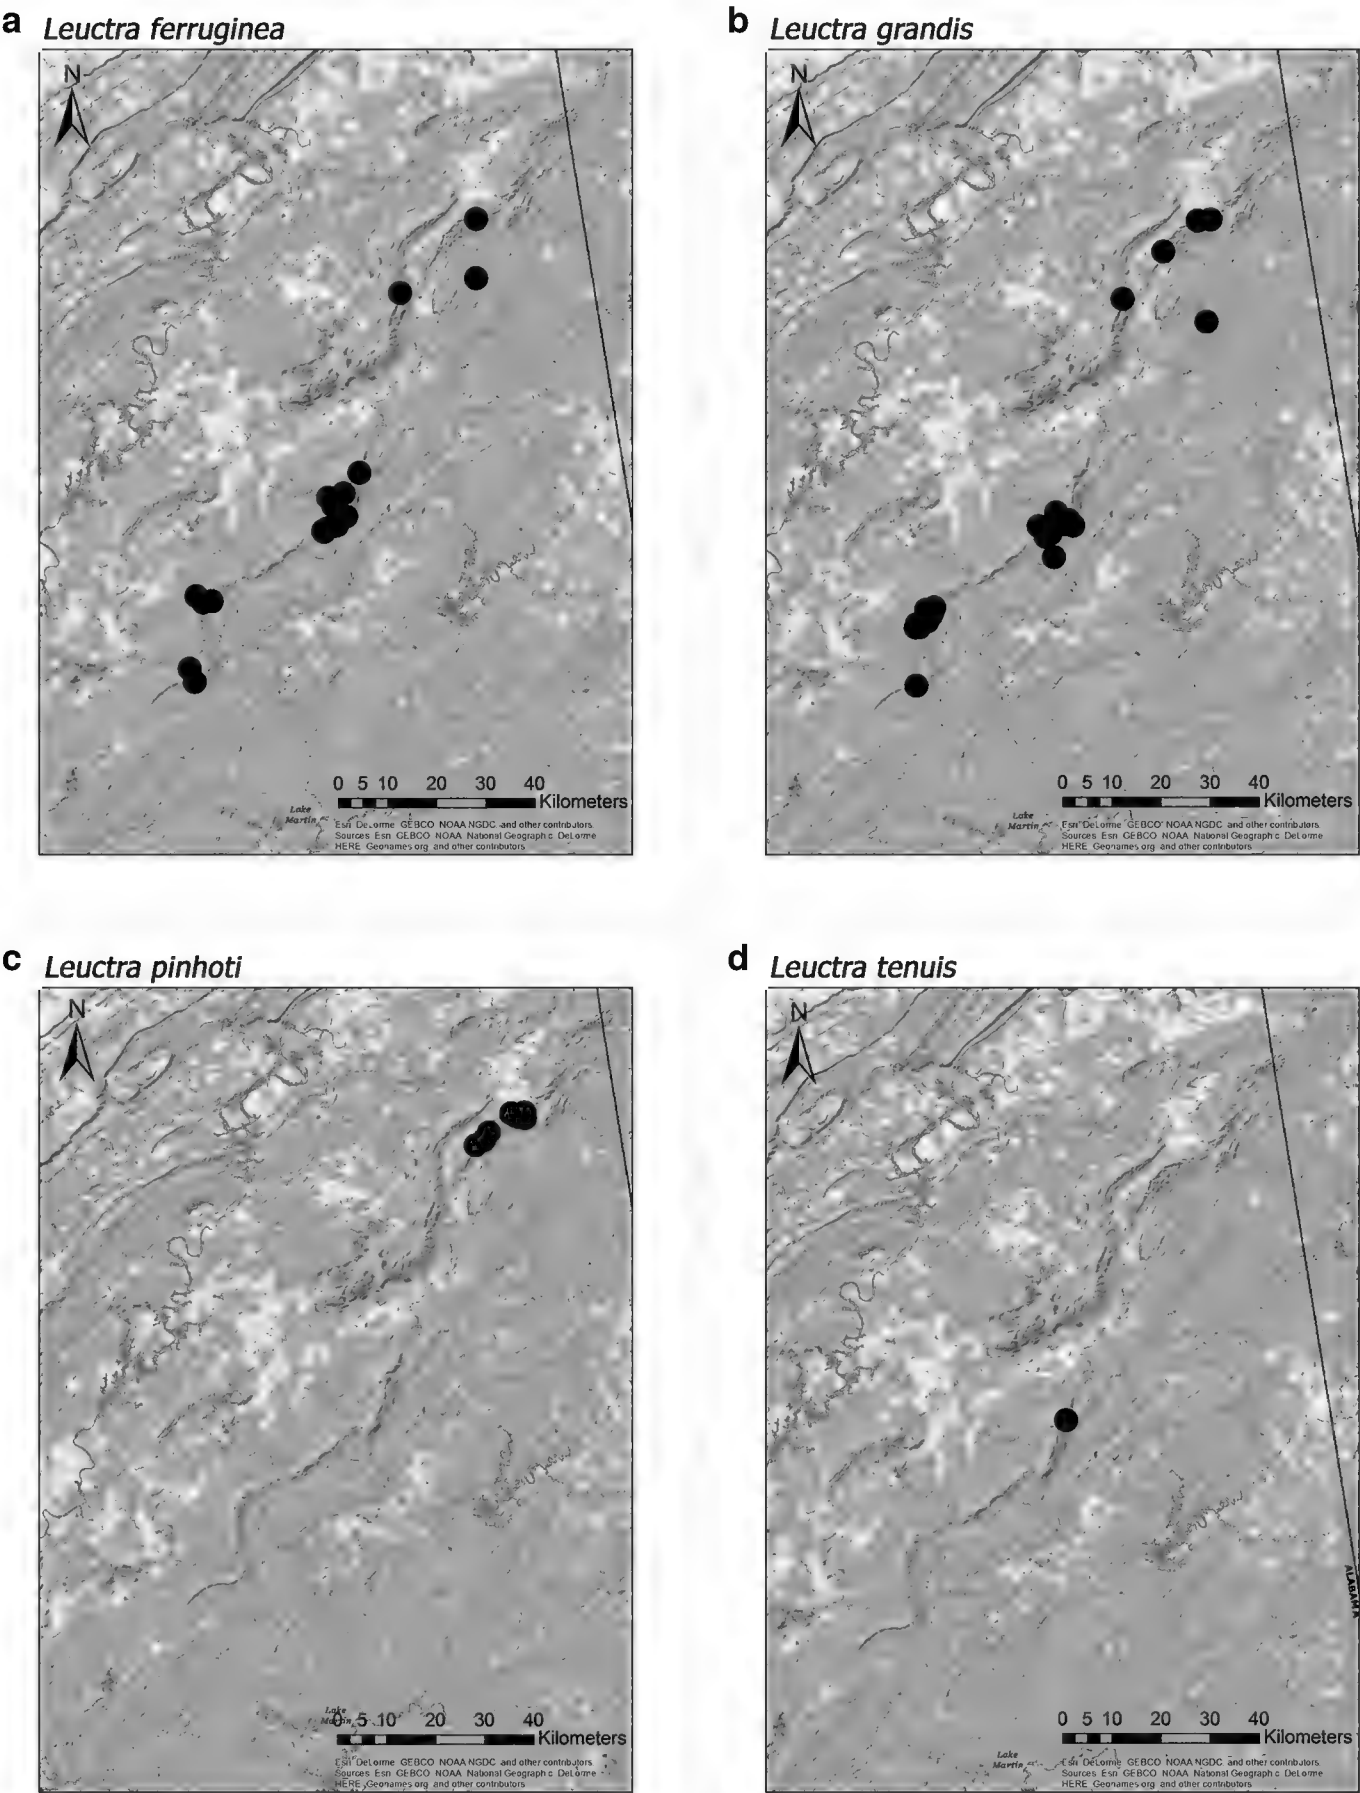 a Leuctra ferruginea
N
0 5 10 20 30 40
Kilometers
Lake
Martin
Esri DeLorme GEBCO NOAA NGDC and other contributors
Sources Esri GEBCO NOAA National Geographic DeLorme
HERE Geonames org and other contributors
b Leuctra grandis
N
0 5 10 20 30 40
Kilometers
Lake
Martin
Esri DeLorme GEBCO NOAA NGDC and other contributors
Sources Esri GEBCO NOAA National Geographic DeLorme
HERE Geonames org and other contributors
c Leuctra pinhoti
N
0 5 10 20 30 40
Kilometers
Lake
Martin
Esri DeLorme GEBCO NOAA NGDC and other contributors
Sources Esri GEBCO NOAA National Geographic DeLorme
HERE Geonames org and other contributors
d Leuctra tenuis
N
ALABAMA
0 5 10 20 30 40
Kilometers
Lake
Martin
Esri DeLorme GEBCO NOAA NGDC and other contributors
Sources Esri GEBCO NOAA National Geographic DeLorme
HERE Geonames org and other contributors